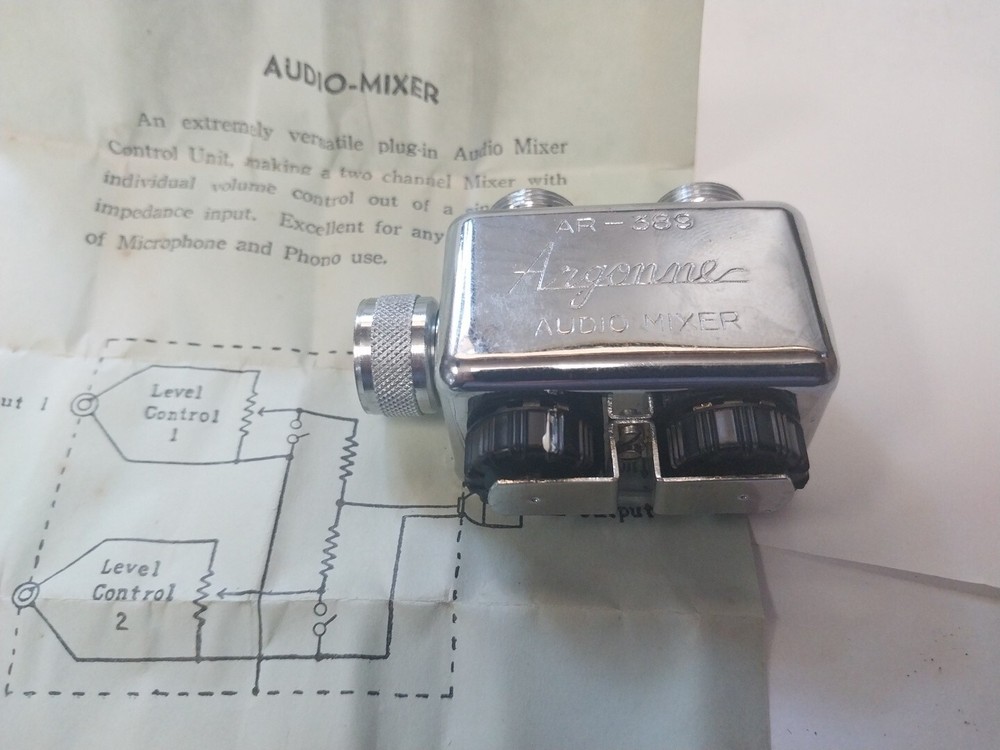 AUDIO-MIXER
An extremely versatile plug-in Audio Mixer
Control Unit, making a two channel Mixer with
individual volume control out of a
impedance input. Excellent for any
of Microphone and Phono use.
AR-389
Argonne
AUDIO MIXER
Level
Control
1
1
Level
Control
2